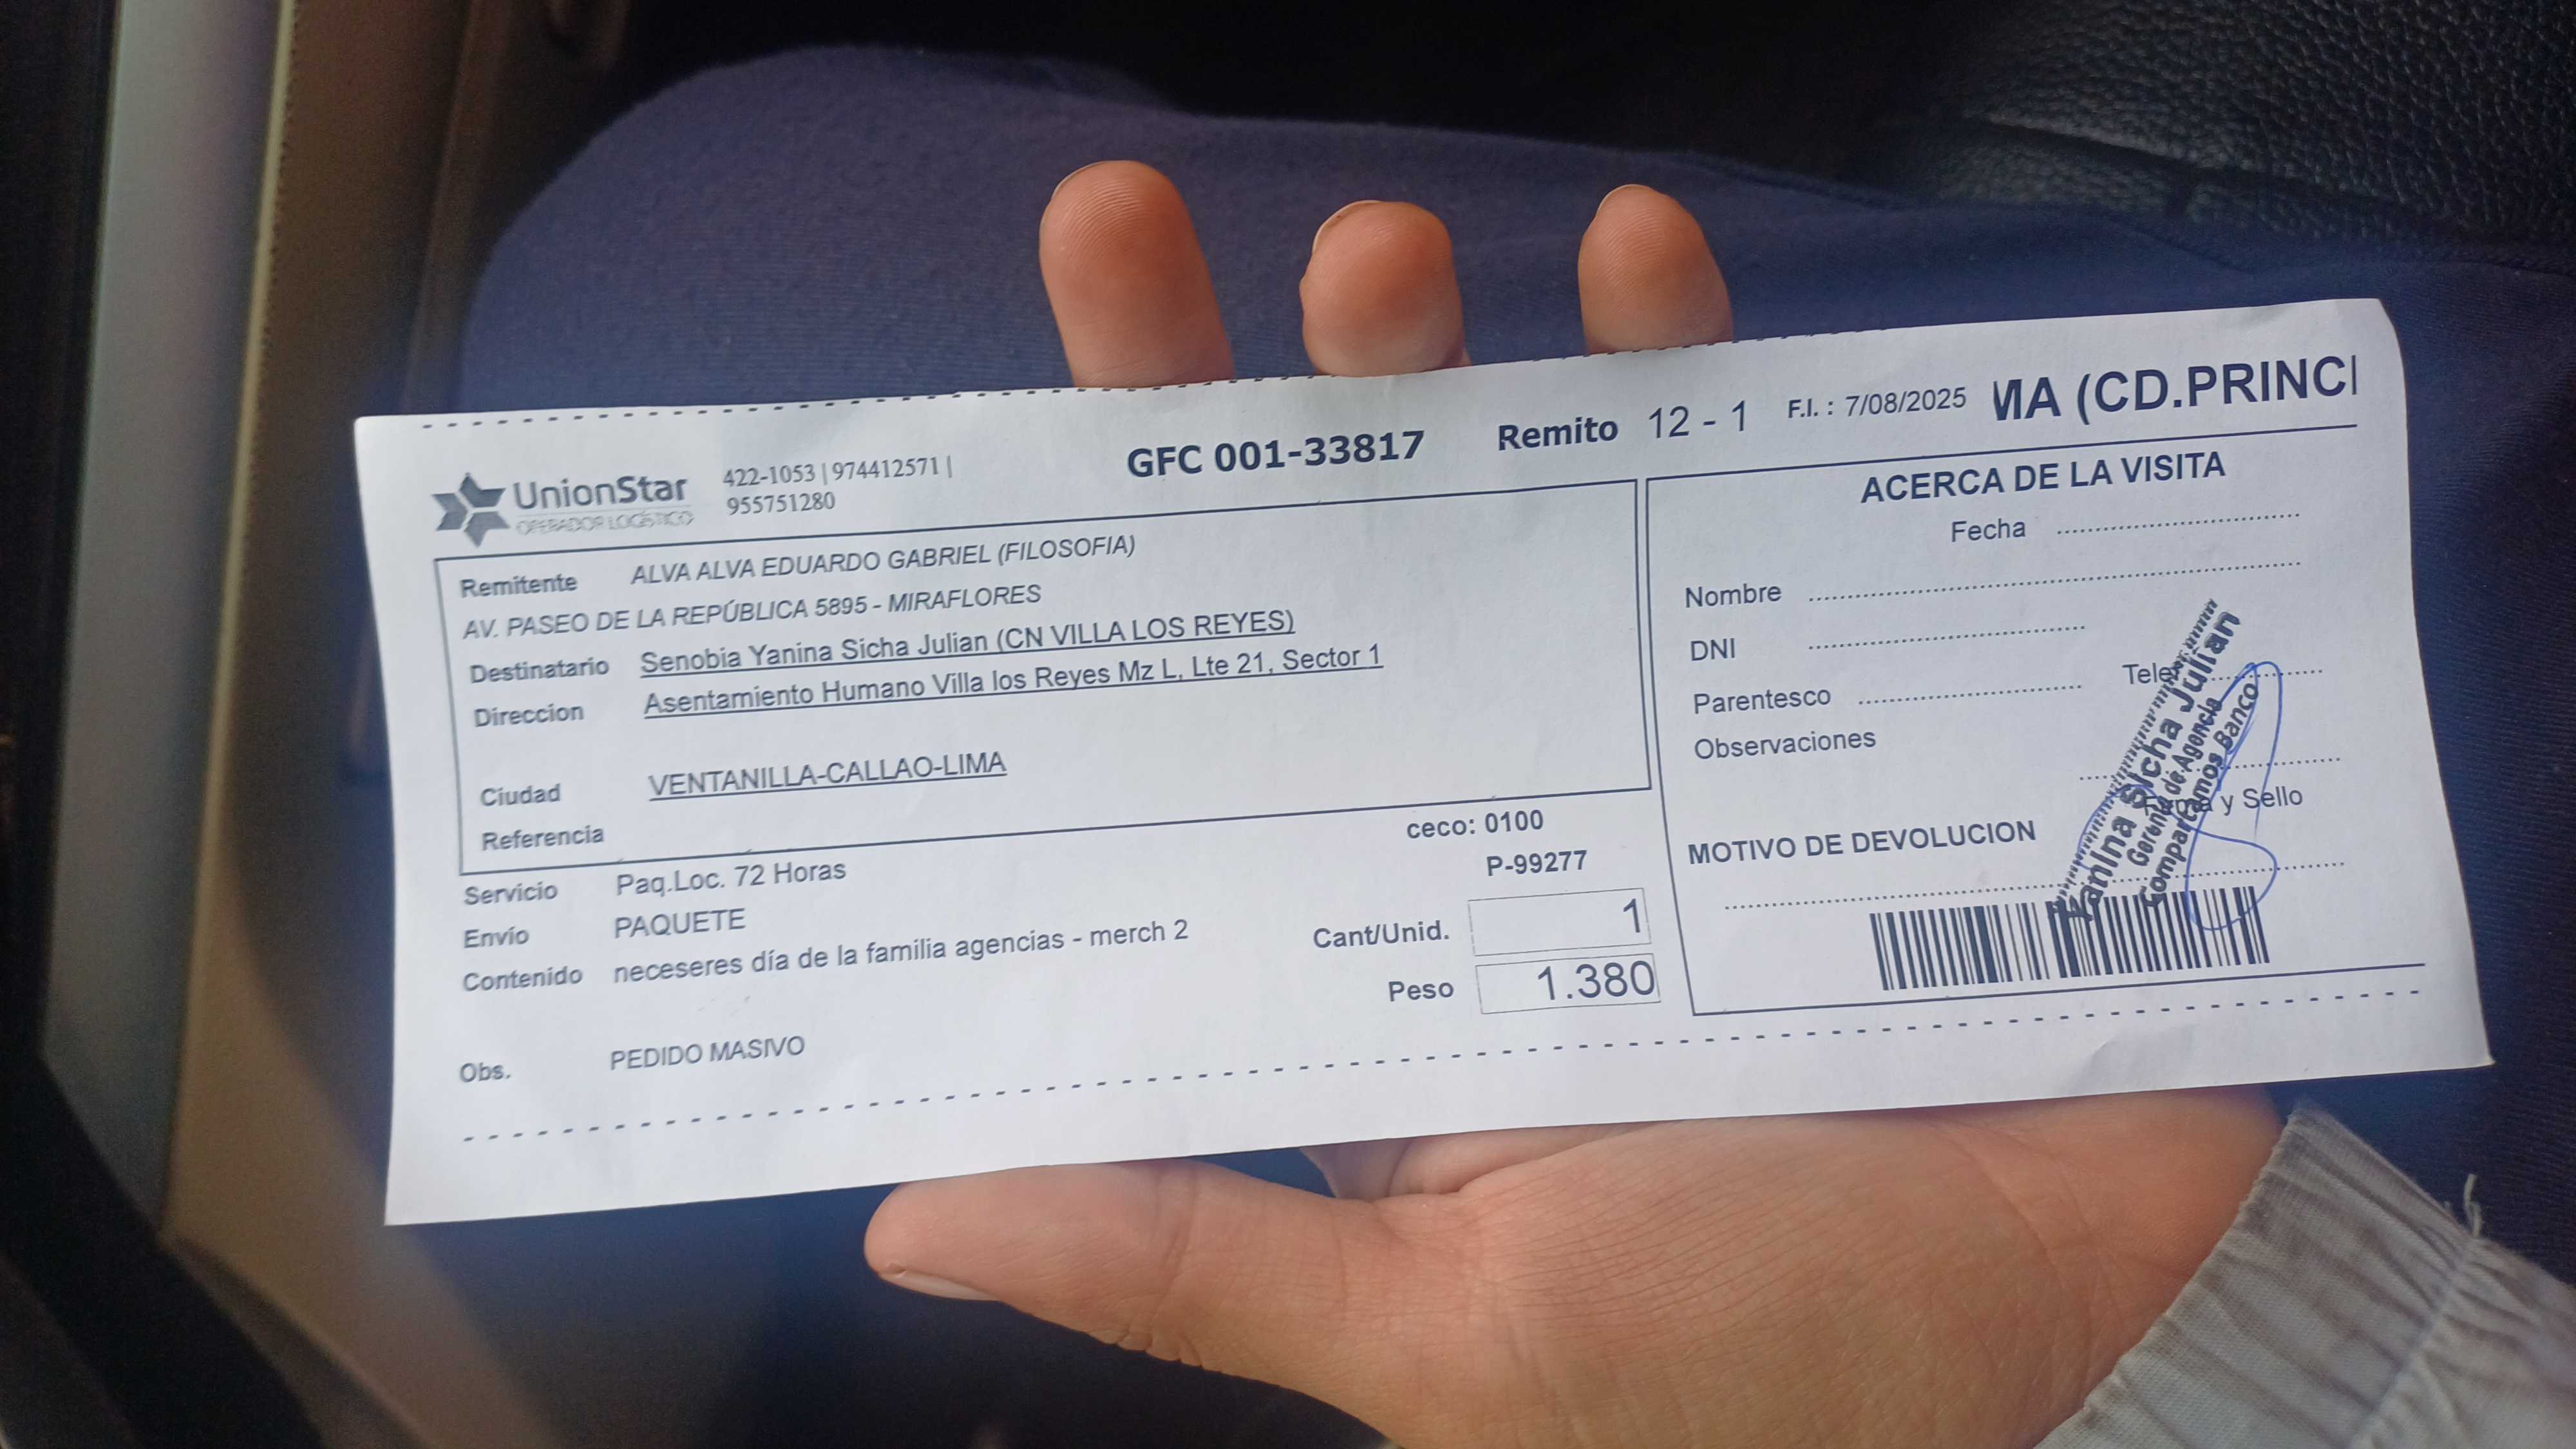 UnionStar
OPERADOR LOGÍSTICO
422-1053 | 974412571 |
955751280
GFC 001-33817
Remito 12 - 1
F.I. : 7/08/2025
MA (CD.PRINCI
Remitente ALVA ALVA EDUARDO GABRIEL (FILOSOFIA)
AV. PASEO DE LA REPÚBLICA 5895 - MIRAFLORES
Destinatario Senobia Yanina Sicha Julian (CN VILLA LOS REYES)
Direccion Asentamiento Humano Villa los Reyes Mz L, Lte 21, Sector 1
Ciudad VENTANILLA-CALLAO-LIMA
Referencia
Servicio Paq.Loc. 72 Horas
Envío PAQUETE
Contenido neceseres día de la familia agencias - merch 2
Obs. PEDIDO MASIVO
ceco: 0100
P-99277
Cant/Unid. 1
Peso 1.380
ACERCA DE LA VISITA
Fecha
Nombre
DNI
Parentesco
Observaciones
Firma y Sello
MOTIVO DE DEVOLUCION
Yanina Sicha Julian
Gerente de Agencia
Compartamos Banco